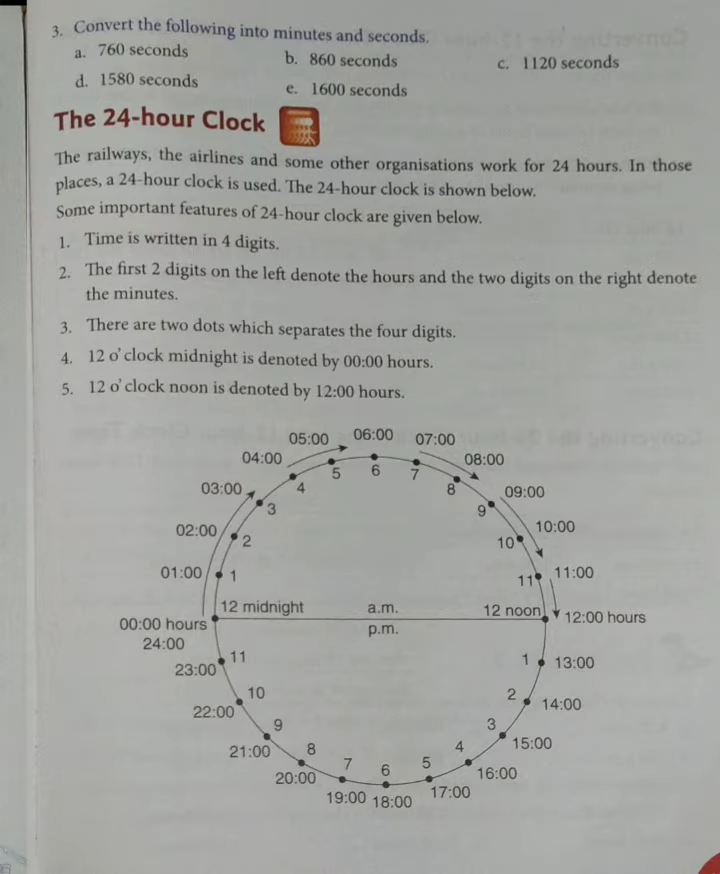 3. Convert the following into minutes and seconds.
a. 760 seconds b. 860 seconds c. 1120 seconds
d. 1580 seconds e. 1600 seconds
The 24-hour Clock
The railways, the airlines and some other organisations work for 24 hours. In those
places, a 24-hour clock is used. The 24-hour clock is shown below.
Some important features of 24-hour clock are given below.
1. Time is written in 4 digits.
2. The first 2 digits on the left denote the hours and the two digits on the right denote
the minutes.
3. There are two dots which separates the four digits.
4. 12 o'clock midnight is denoted by 00:00 hours.
5. 12 o'clock noon is denoted by 12:00 hours.
05:00 06:00 07:00
04:00 08:00
5 6 7
03:00 4 8 09:00
3 9
02:00 2 10 10:00
01:00 1 11 11:00
12 midnight a.m. 12 noon
00:00 hours p.m. 12:00 hours
24:00
23:00 11 1 13:00
22:00 10 2 14:00
9 3
21:00 8 4 15:00
20:00 7 6 5 16:00
19:00 18:00 17:00